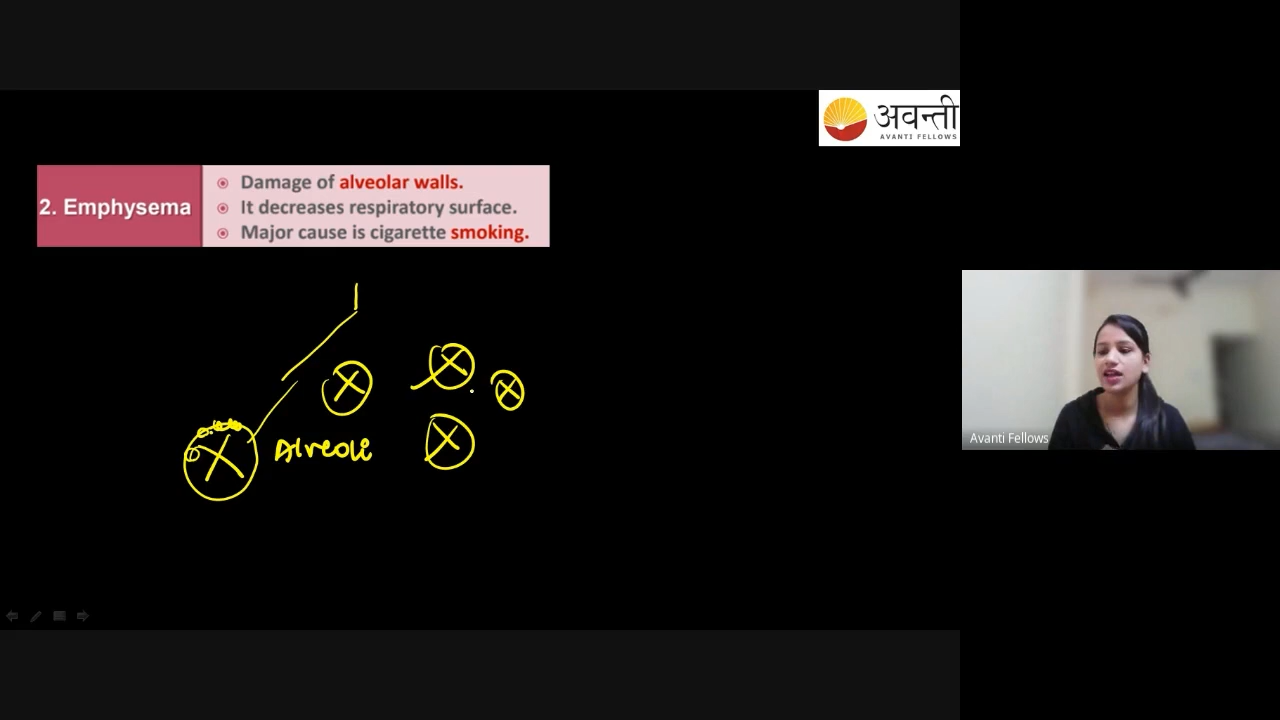 अवन्ती
AVANTI FELLOWS
2. Emphysema
Damage of alveolar walls.
It decreases respiratory surface.
Major cause is cigarette smoking.
Alveoli
Avanti Fellows